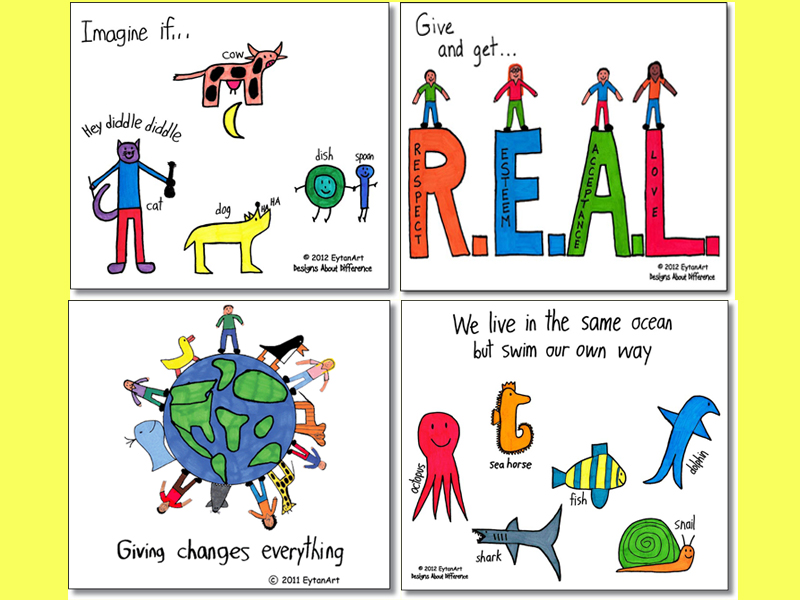 Imagine if...
cow
Hey diddle diddle
cat
dog
HA HA
dish
spoon
© 2012 EytanArt
Designs About Difference
Give
and get...
R.E.A.L.
RESPECT
ESTEEM
ACCEPTANCE
LOVE
© 2012 EytanArt
Designs About Difference
Giving changes everything
© 2011 EytanArt
We live in the same ocean
but swim our own way
octopus
sea horse
fish
dolphin
shark
snail
© 2012 EytanArt
Designs About Difference